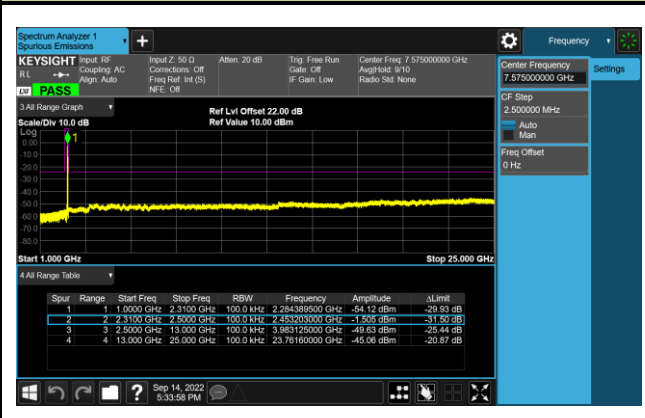 Spectrum Analyzer 1
Spurious Emissions
Frequency
KEYSIGHT Input: RF Input Z: 50 Ω Atten: 20 dB Trig: Free Run Center Freq: 7.575000000 GHz
RL Coupling: AC Corrections: Off Gate: Off Avg|Hold: 9/10
Align: Auto Freq Ref: Int (S) IF Gain: Low Radio Std: None
LXI PASS NFE: Off
Center Frequency
7.575000000 GHz
Settings
CF Step
2.500000 MHz
Auto
Man
Freq Offset
0 Hz
3 All Range Graph
Ref Lvl Offset 22.00 dB
Scale/Div 10.0 dB Ref Value 10.00 dBm
Log
1
0.00
-10.0
-20.0
-30.0
-40.0
-50.0
-60.0
-70.0
-80.0
Start 1.000 GHz Stop 25.000 GHz
4 All Range Table
Spur Range Start Freq Stop Freq RBW Frequency Amplitude ΔLimit
1 1 1.0000 GHz 2.3100 GHz 100.0 kHz 2.284389500 GHz -54.12 dBm -29.93 dB
2 2 2.3100 GHz 2.5000 GHz 100.0 kHz 2.453203000 GHz -1.505 dBm -31.50 dB
3 3 2.5000 GHz 13.000 GHz 100.0 kHz 3.983125000 GHz -49.63 dBm -25.44 dB
4 4 13.000 GHz 25.000 GHz 100.0 kHz 23.76160000 GHz -45.06 dBm -20.87 dB
? Sep 14, 2022
5:33:58 PM